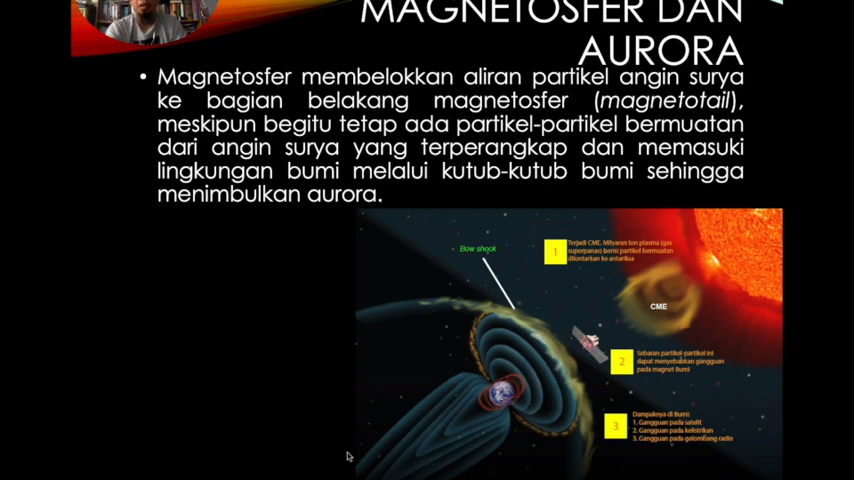 MAGNETOSFER DAN
AURORA
• Magnetosfer membelokkan aliran partikel angin surya
ke bagian belakang magnetosfer (magnetotail),
meskipun begitu tetap ada partikel-partikel bermuatan
dari angin surya yang terperangkap dan memasuki
lingkungan bumi melalui kutub-kutub bumi sehingga
menimbulkan aurora.
Bow shock
1
Terjadi CME. Milyaran ton plasma (gas
superpanas) berisi partikel bermuatan
dilontarkan ke antariksa
CME
2
Sebaran partikel-partikel ini
dapat menyebabkan gangguan
pada magnet Bumi
3
Dampaknya di Bumi:
1. Gangguan pada satelit
2. Gangguan pada kelistrikan
3. Gangguan pada gelombang radio